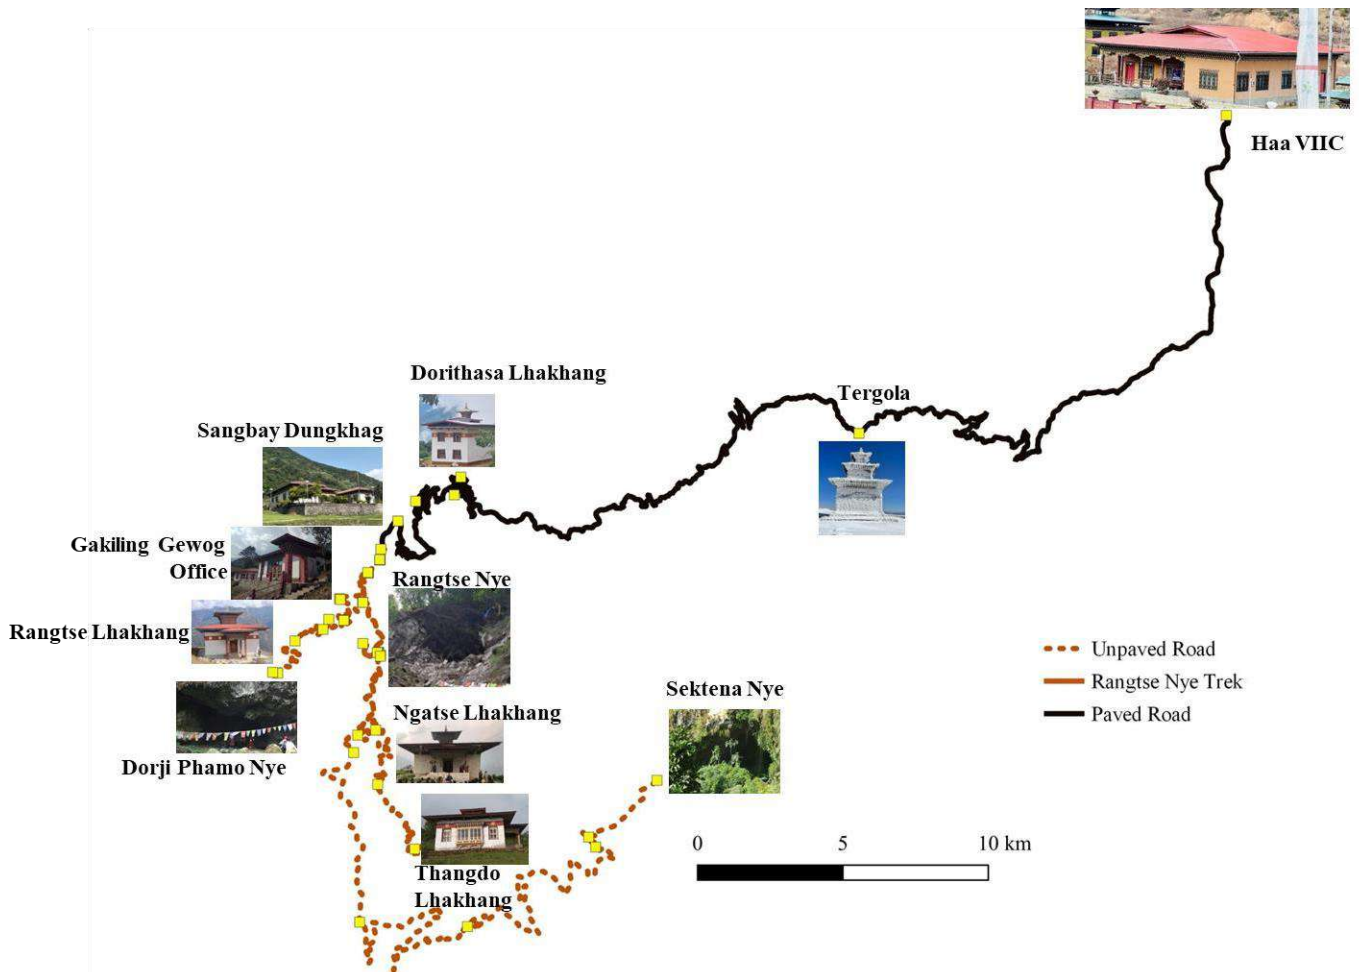 Haa VIIC
Dorithasa Lhakhang
Tergola
Sangbay Dungkhag
Gakiling Gewog
Office
Rangtse Nye
Rangtse Lhakhang
Unpaved Road
Rangtse Nye Trek
Sektena Nye
Ngatse Lhakhang
Paved Road
Dorji Phamo Nye
0 5 10 km
Thangdo
Lhakhang